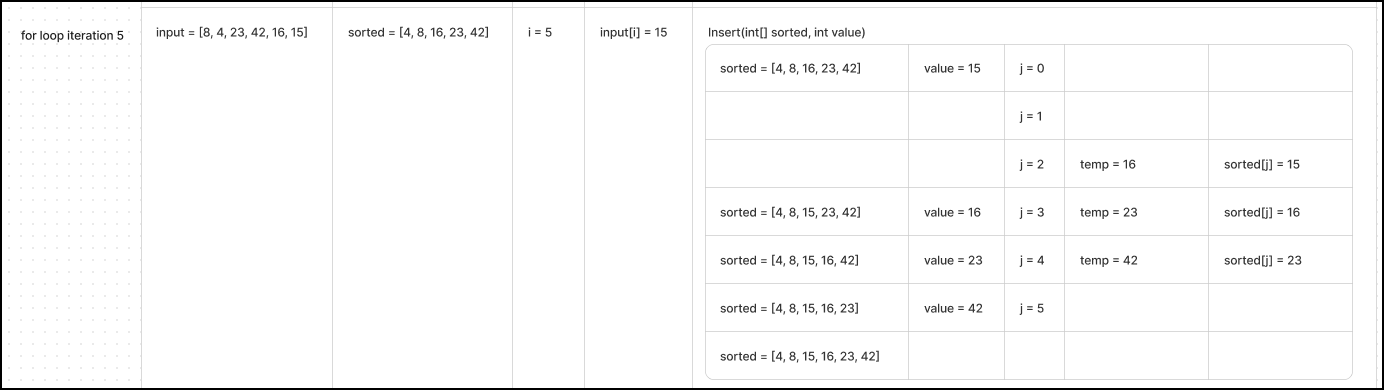 for loop iteration 5
input = [8, 4, 23, 42, 16, 15]
sorted = [4, 8, 16, 23, 42]
i = 5
input[i] = 15
Insert(int[] sorted, int value)
sorted = [4, 8, 16, 23, 42] value = 15 j = 0
j = 1
j = 2 temp = 16 sorted[j] = 15
sorted = [4, 8, 15, 23, 42] value = 16 j = 3 temp = 23 sorted[j] = 16
sorted = [4, 8, 15, 16, 42] value = 23 j = 4 temp = 42 sorted[j] = 23
sorted = [4, 8, 15, 16, 23] value = 42 j = 5
sorted = [4, 8, 15, 16, 23, 42]